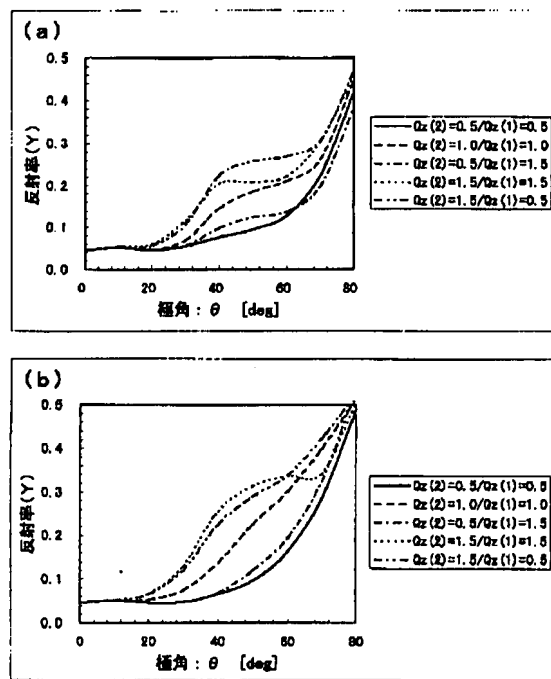 (a)
0.5
0.4
0.3
0.2
0.1
0.0
反射率(Y)
0 20 40 60 80
極角：θ [deg]
Qz(2)=0.5/Qz(1)=0.5
Qz(2)=1.0/Qz(1)=1.0
Qz(2)=0.5/Qz(1)=1.5
Qz(2)=1.5/Qz(1)=1.5
Qz(2)=1.5/Qz(1)=0.5
(b)
0.5
0.4
0.3
0.2
0.1
0.0
反射率(Y)
0 20 40 60 80
極角：θ [deg]
Qz(2)=0.5/Qz(1)=0.5
Qz(2)=1.0/Qz(1)=1.0
Qz(2)=0.5/Qz(1)=1.5
Qz(2)=1.5/Qz(1)=1.5
Qz(2)=1.5/Qz(1)=0.5